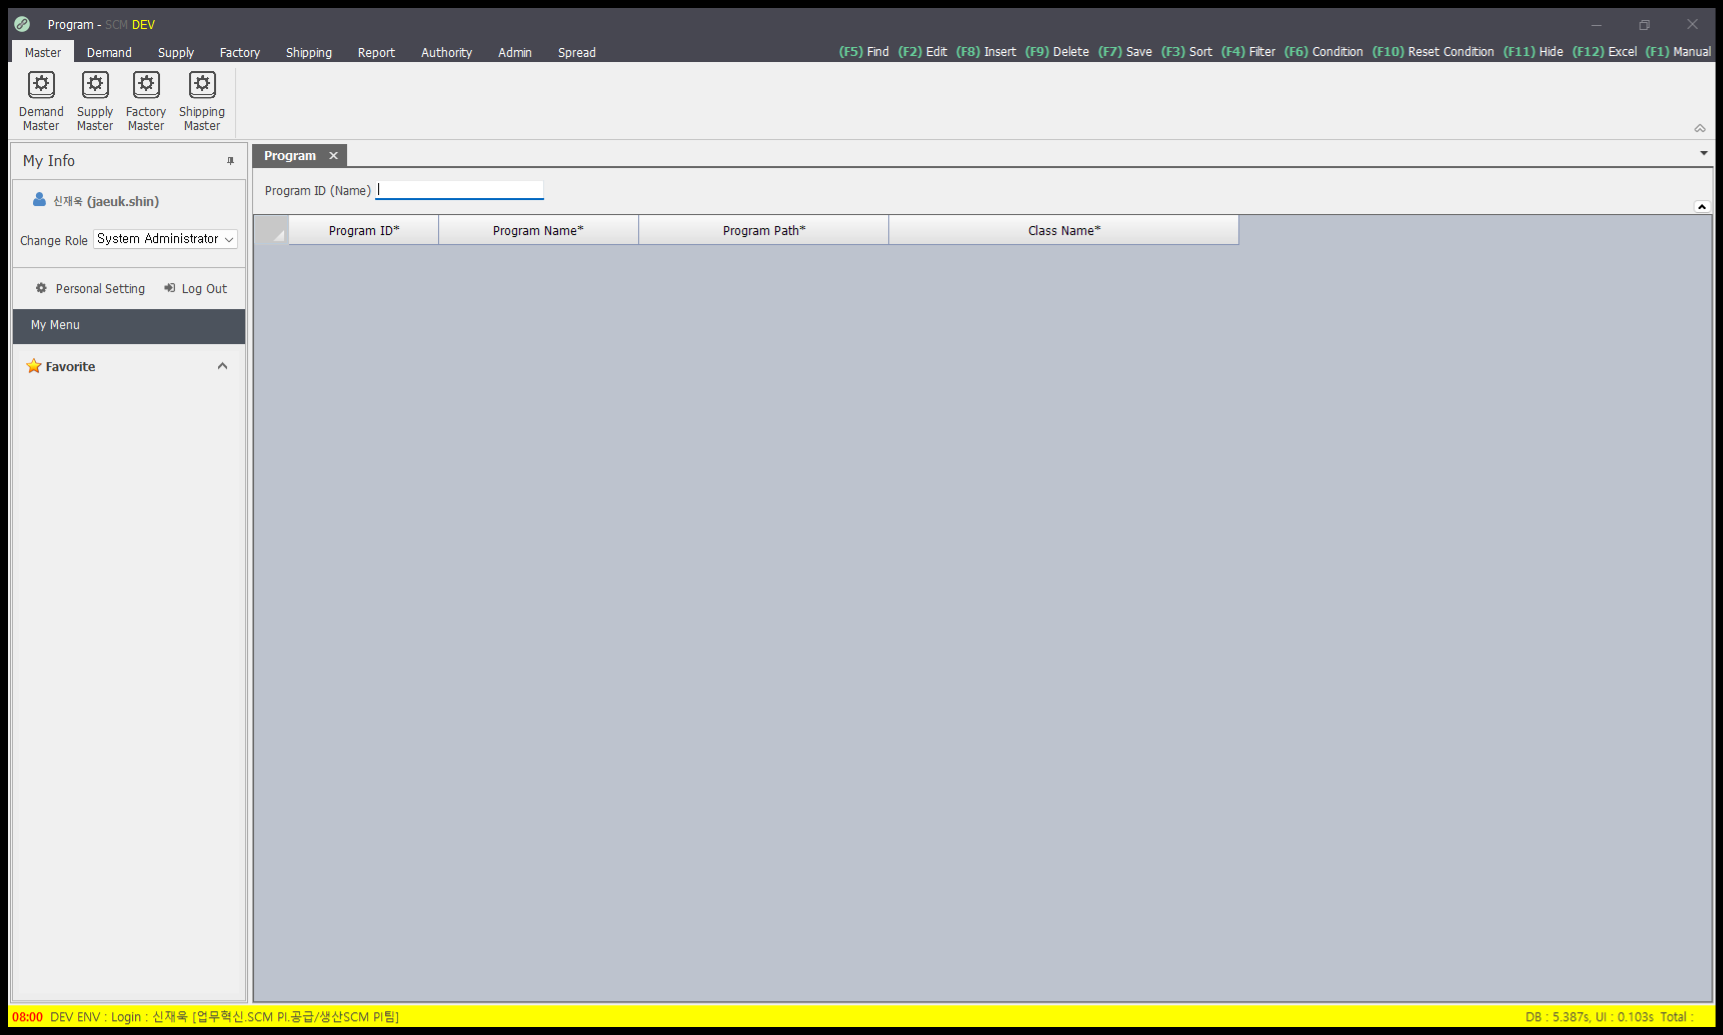 Program - SCM DEV
Master Demand Supply Factory Shipping Report Authority Admin Spread (F5) Find (F2) Edit (F8) Insert (F9) Delete (F7) Save (F3) Sort (F4) Filter (F6) Condition (F10) Reset Condition (F11) Hide (F12) Excel (F1) Manual
Demand Master
Supply Master
Factory Master
Shipping Master
My Info
신재욱 (jaeuk.shin)
Change Role System Administrator
Personal Setting Log Out
My Menu
Favorite
Program
Program ID (Name)
Program ID* Program Name* Program Path* Class Name*
08:00 DEV ENV : Login : 신재욱 [업무혁신.SCM PI.공급/생산SCM PI팀] DB : 5.387s, UI : 0.103s Total :